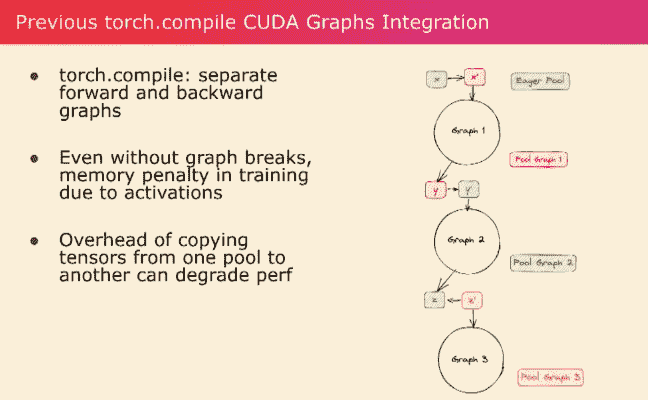 Previous torch.compile CUDA Graphs Integration
torch.compile: separate
forward and backward
graphs
Even without graph breaks,
memory penalty in training
due to activations
Overhead of copying
tensors from one pool to
another can degrade perf
x
x'
Eager Pool
Graph 1
Pool Graph 1
y
y'
Graph 2
Pool Graph 2
z
z'
Graph 3
Pool Graph 3